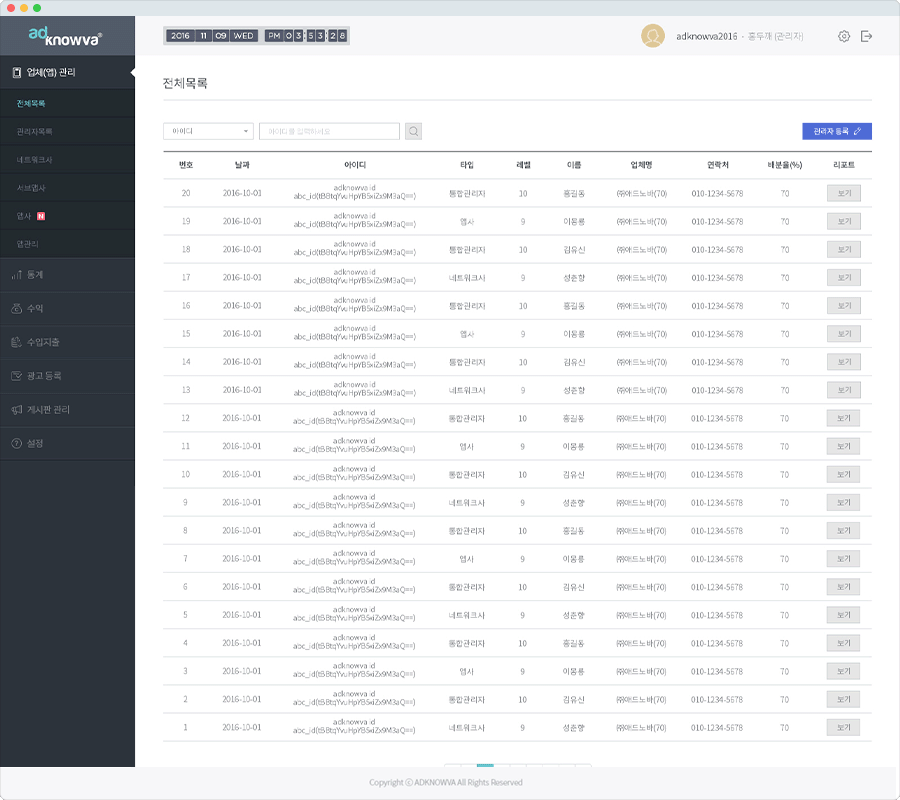 adknowva®
2016 11 09 WED PM 03:53:28
adknowva2016 - 홍두깨 (관리자)
업체(앱) 관리
전체목록
관리자목록
네트워크사
서브앱사
앱사 N
앱관리
통계
수익
수입지출
광고 등록
게시판 관리
설정
전체목록
아이디 아이디를 입력하세요 관리자 등록
번호 날짜 아이디 타입 레벨 이름 업체명 연락처 배분율(%) 리포트
20 2016-10-01 adknowva id abc_id(tBBtqYvuHpYB5xiZx9M3aQ==) 통합관리자 10 홍길동 ㈜애드노바(70) 010-1234-5678 70 보기
19 2016-10-01 adknowva id abc_id(tBBtqYvuHpYB5xiZx9M3aQ==) 앱사 9 이몽룡 ㈜애드노바(70) 010-1234-5678 70 보기
18 2016-10-01 adknowva id abc_id(tBBtqYvuHpYB5xiZx9M3aQ==) 통합관리자 10 김유신 ㈜애드노바(70) 010-1234-5678 70 보기
17 2016-10-01 adknowva id abc_id(tBBtqYvuHpYB5xiZx9M3aQ==) 네트워크사 9 성춘향 ㈜애드노바(70) 010-1234-5678 70 보기
16 2016-10-01 adknowva id abc_id(tBBtqYvuHpYB5xiZx9M3aQ==) 통합관리자 10 홍길동 ㈜애드노바(70) 010-1234-5678 70 보기
15 2016-10-01 adknowva id abc_id(tBBtqYvuHpYB5xiZx9M3aQ==) 앱사 9 이몽룡 ㈜애드노바(70) 010-1234-5678 70 보기
14 2016-10-01 adknowva id abc_id(tBBtqYvuHpYB5xiZx9M3aQ==) 통합관리자 10 김유신 ㈜애드노바(70) 010-1234-5678 70 보기
13 2016-10-01 adknowva id abc_id(tBBtqYvuHpYB5xiZx9M3aQ==) 네트워크사 9 성춘향 ㈜애드노바(70) 010-1234-5678 70 보기
12 2016-10-01 adknowva id abc_id(tBBtqYvuHpYB5xiZx9M3aQ==) 통합관리자 10 홍길동 ㈜애드노바(70) 010-1234-5678 70 보기
11 2016-10-01 adknowva id abc_id(tBBtqYvuHpYB5xiZx9M3aQ==) 앱사 9 이몽룡 ㈜애드노바(70) 010-1234-5678 70 보기
10 2016-10-01 adknowva id abc_id(tBBtqYvuHpYB5xiZx9M3aQ==) 통합관리자 10 김유신 ㈜애드노바(70) 010-1234-5678 70 보기
9 2016-10-01 adknowva id abc_id(tBBtqYvuHpYB5xiZx9M3aQ==) 네트워크사 9 성춘향 ㈜애드노바(70) 010-1234-5678 70 보기
8 2016-10-01 adknowva id abc_id(tBBtqYvuHpYB5xiZx9M3aQ==) 통합관리자 10 홍길동 ㈜애드노바(70) 010-1234-5678 70 보기
7 2016-10-01 adknowva id abc_id(tBBtqYvuHpYB5xiZx9M3aQ==) 앱사 9 이몽룡 ㈜애드노바(70) 010-1234-5678 70 보기
6 2016-10-01 adknowva id abc_id(tBBtqYvuHpYB5xiZx9M3aQ==) 통합관리자 10 김유신 ㈜애드노바(70) 010-1234-5678 70 보기
5 2016-10-01 adknowva id abc_id(tBBtqYvuHpYB5xiZx9M3aQ==) 네트워크사 9 성춘향 ㈜애드노바(70) 010-1234-5678 70 보기
4 2016-10-01 adknowva id abc_id(tBBtqYvuHpYB5xiZx9M3aQ==) 통합관리자 10 홍길동 ㈜애드노바(70) 010-1234-5678 70 보기
3 2016-10-01 adknowva id abc_id(tBBtqYvuHpYB5xiZx9M3aQ==) 앱사 9 이몽룡 ㈜애드노바(70) 010-1234-5678 70 보기
2 2016-10-01 adknowva id abc_id(tBBtqYvuHpYB5xiZx9M3aQ==) 통합관리자 10 김유신 ㈜애드노바(70) 010-1234-5678 70 보기
1 2016-10-01 adknowva id abc_id(tBBtqYvuHpYB5xiZx9M3aQ==) 네트워크사 9 성춘향 ㈜애드노바(70) 010-1234-5678 70 보기
Copyright ⓒ ADKNOWVA All Rights Reserved